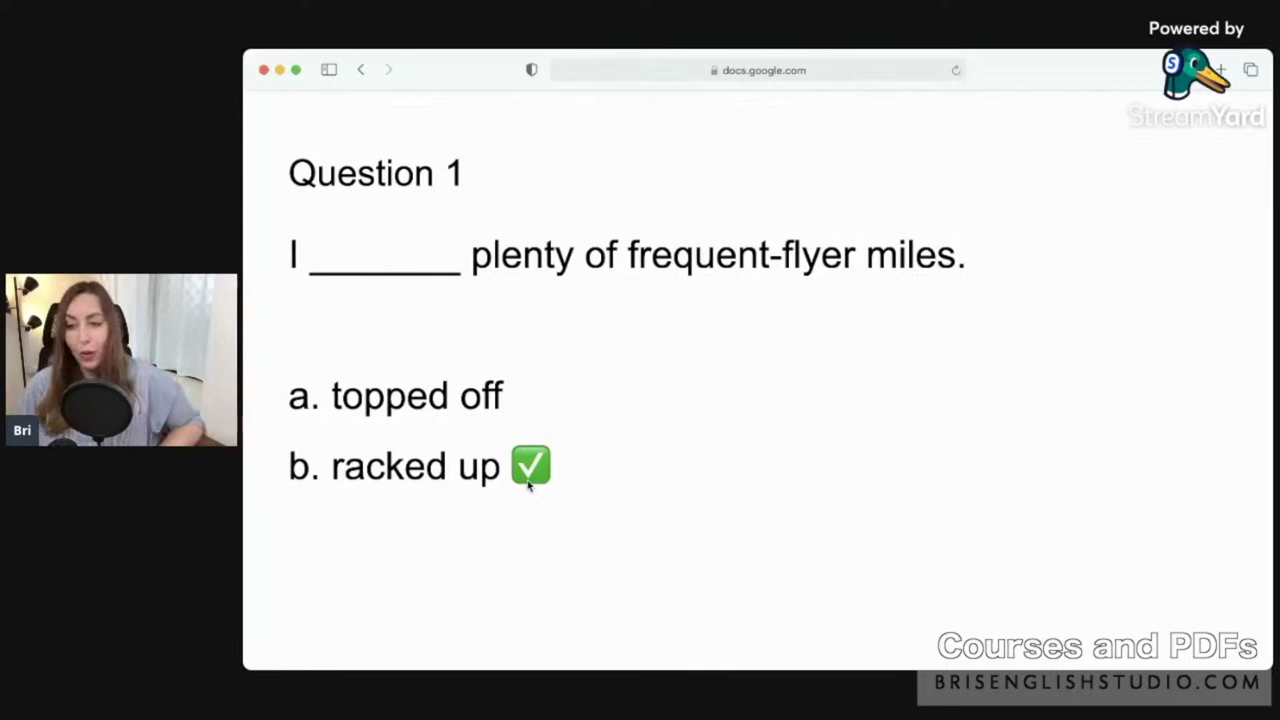 Powered by
StreamYard
docs.google.com
Question 1
I _______ plenty of frequent-flyer miles.
a. topped off
b. racked up ✅
Bri
Courses and PDFs
BRISENGLISHSTUDIO.COM